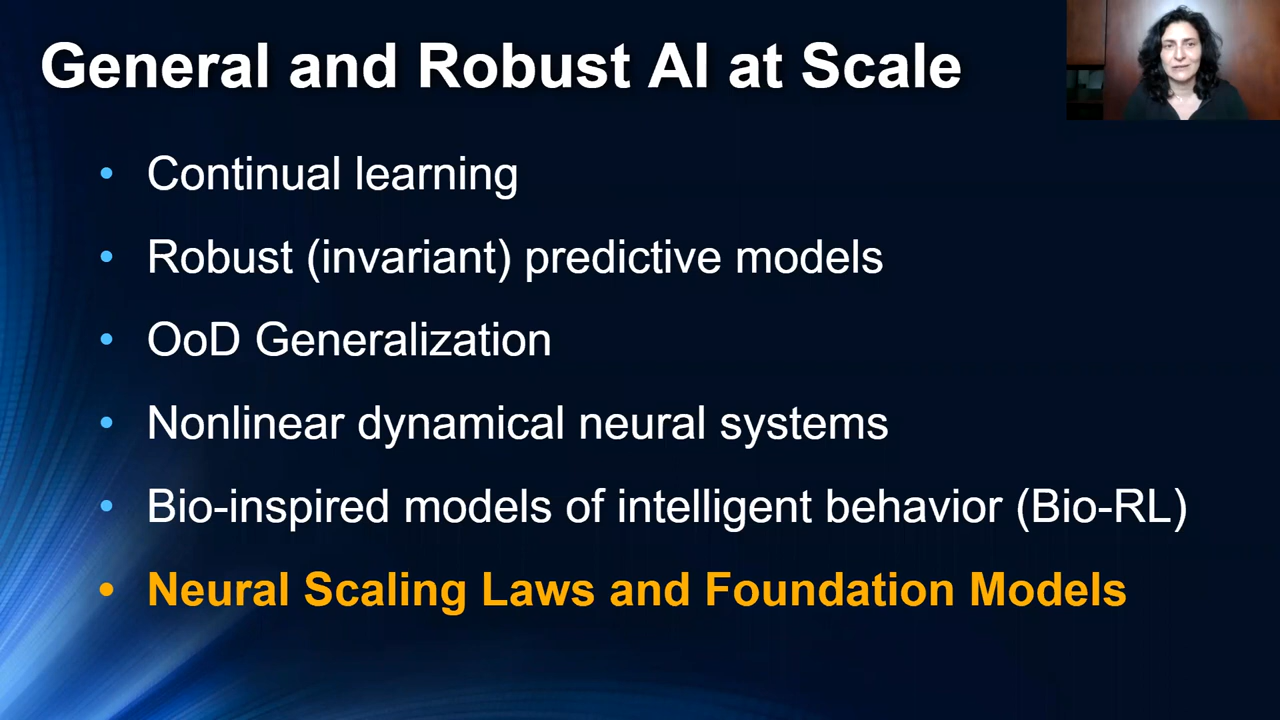 General and Robust AI at Scale
• Continual learning
• Robust (invariant) predictive models
• OoD Generalization
• Nonlinear dynamical neural systems
• Bio-inspired models of intelligent behavior (Bio-RL)
• Neural Scaling Laws and Foundation Models